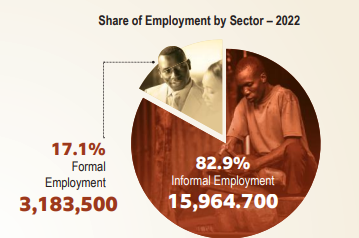 Share of Employment by Sector – 2022
17.1%
Formal
Employment
3,183,500
82.9%
Informal Employment
15,964.700